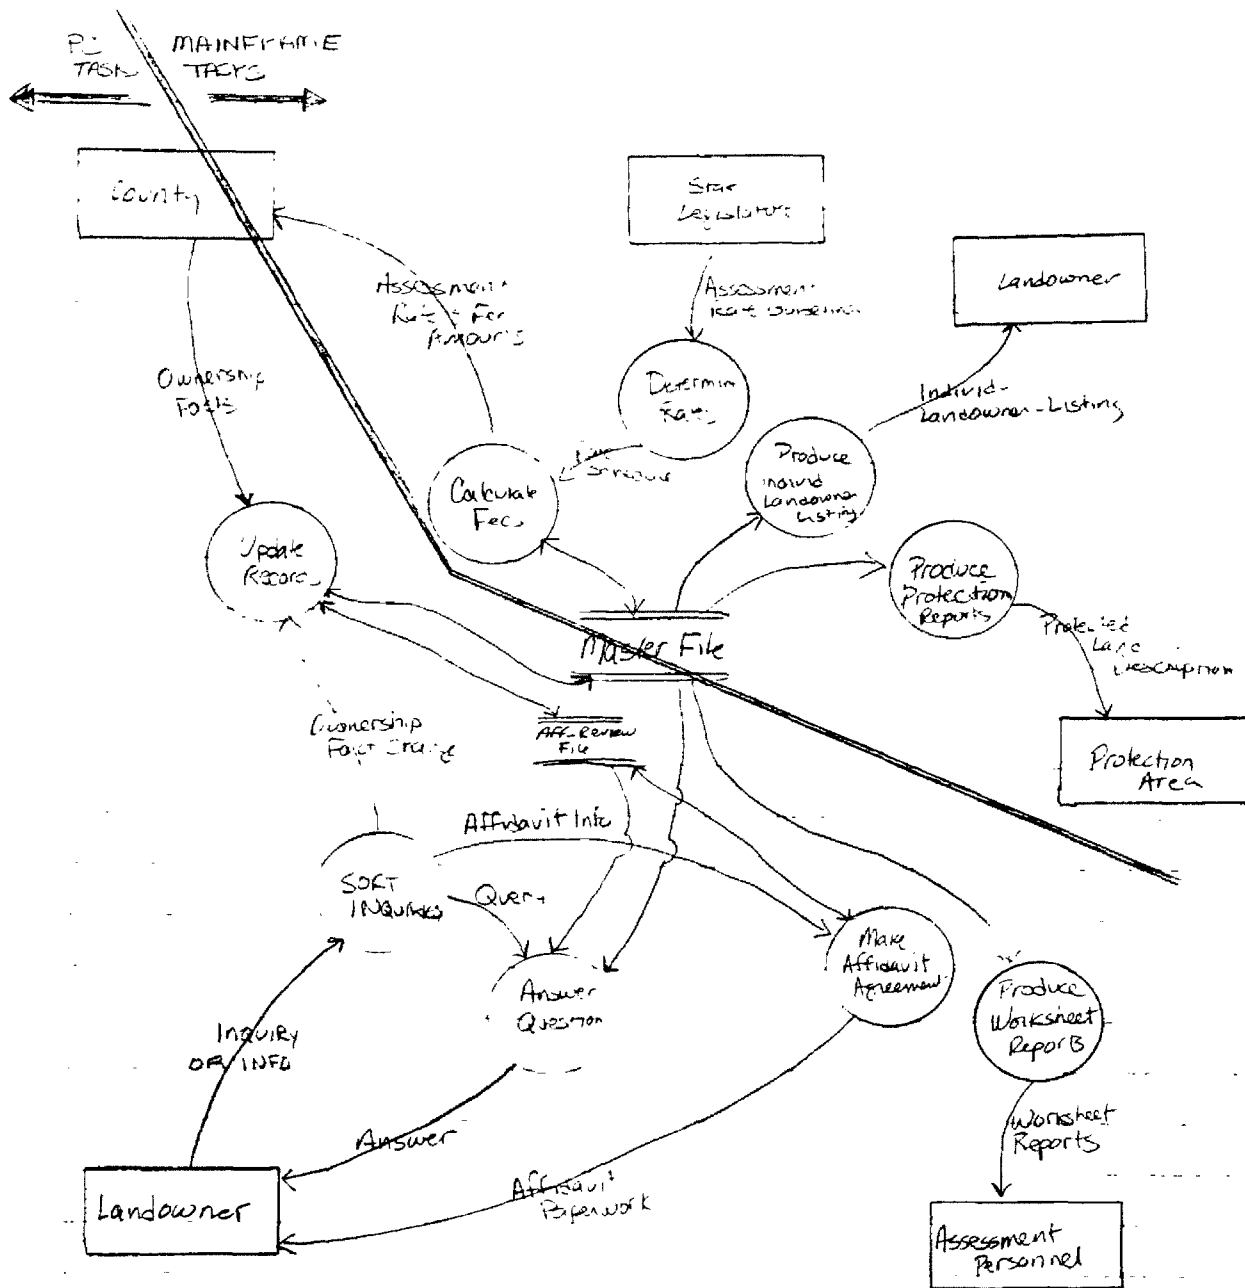 PC MAINFRAME
TASKS TASKS
County
State
Legislature
Landowner
Assessment
Rate + Fee
Amounts
Assessment
Rate
Ownership
Facts
Determin
Rates
Individ-
Landowner-Listing
Calculate
Fees
Produce
Individ
Landowner
Listing
Update
Records
Produce
Protection
Reports
Master File
Protected
Land
Description
Ownership
Fact Change
Aff-Review
File
Protection
Area
Affidavit Info
SORT
INQUIRIES
Query
Make
Affidavit
Agreement
Answer
Question
Produce
Worksheet
Reports
INQUIRY
OR INFO
Answer
Worksheet
Reports
Landowner
Affidavit
Paperwork
Assessment
Personnel